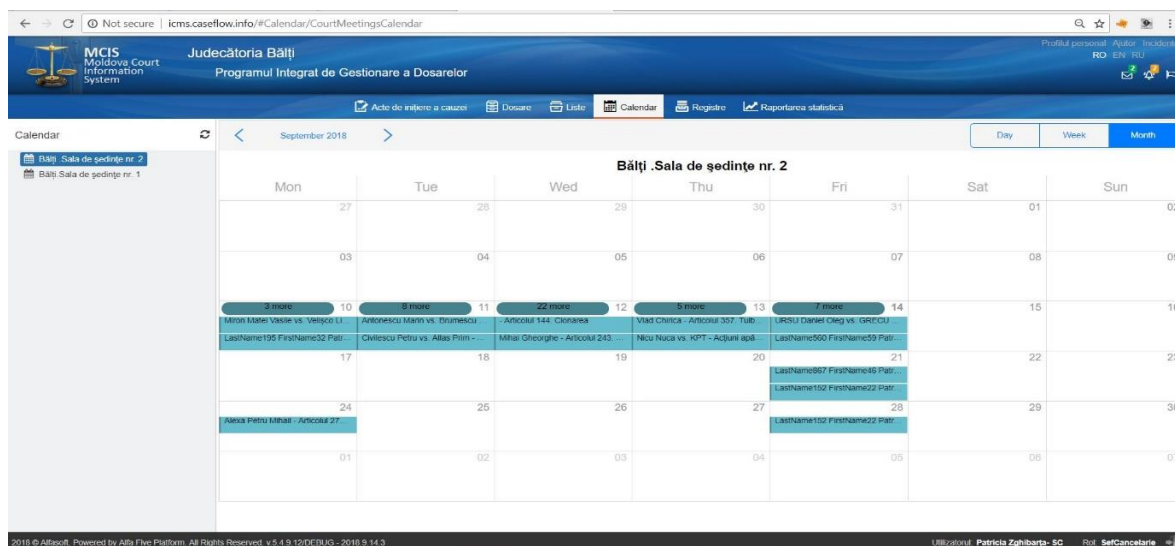 Not secure | icms.caseflow.info/#Calendar/CourtMeetingsCalendar
MCIS
Moldova Court
Information
System
Judecătoria Bălți
Programul Integrat de Gestionare a Dosarelor
Profilul personal Ajutor Incident
RO EN RU
2 2
Acte de inițiere a cauzei Dosare Liste Calendar Registre Raportarea statistică
Calendar
September 2018
Day Week Month
Bălți .Sala de ședințe nr. 2
Bălți.Sala de ședințe nr. 1
Bălți .Sala de ședințe nr. 2
Mon Tue Wed Thu Fri Sat Sun
27 28 29 30 31 01 02
03 04 05 06 07 08 09
3 more 10 8 more 11 22 more 12 5 more 13 7 more 14 15 16
Miron Matei Vasile vs. Velișco Li... Antonescu Marin vs. Brumescu... - Articolul 144. Clonarea Vlad Chirica - Articolul 357. Tulb... URSU Daniel Oleg vs. GRECU ...
LastName195 FirstName32 Patr... Civilescu Petru vs. Atlas Prim - ... Mihai Gheorghe - Articolul 243. ... Nicu Nuca vs. KPT - Acțiuni apă... LastName560 FirstName59 Patr...
17 18 19 20 21 22 23
LastName867 FirstName46 Patr...
LastName152 FirstName22 Patr...
24 25 26 27 28 29 30
Alexa Petru Mihail - Articolul 27... LastName152 FirstName22 Patr...
01 02 03 04 05 06 07
2018 © Alfasoft. Powered by Alfa Five Platform. All Rights Reserved. v.5.4.9.12/DEBUG - 2018.9.14.3 Utilizatorul: Patricia Zghibarta- SC Rol: SefCancelarie